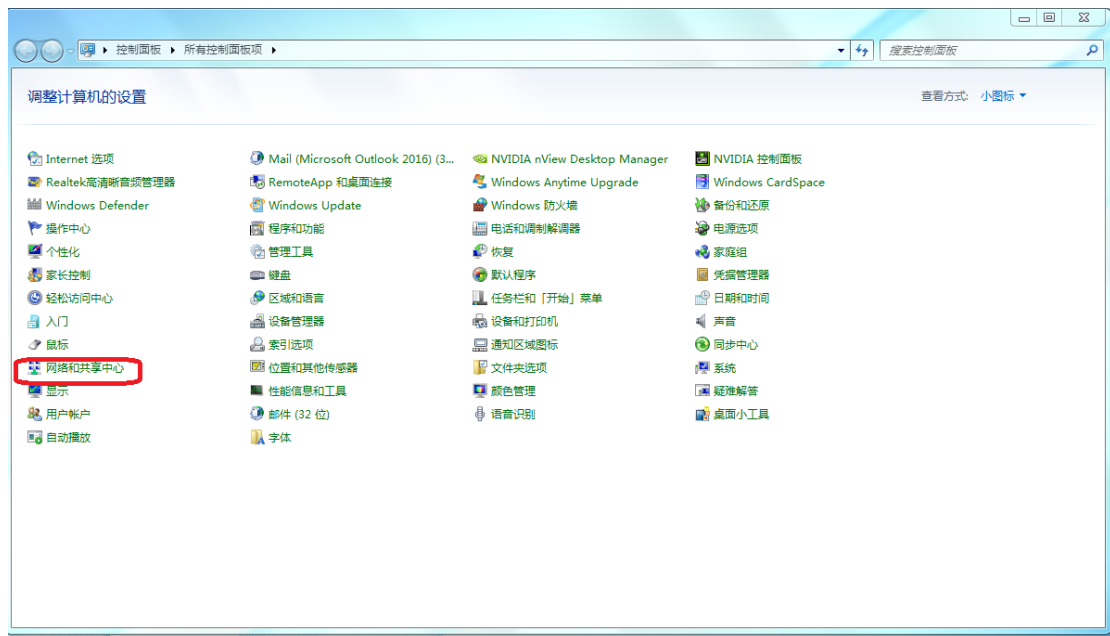 控制面板 所有控制面板项 搜索控制面板
调整计算机的设置 查看方式: 小图标
Internet 选项 Mail (Microsoft Outlook 2016) (3... NVIDIA nView Desktop Manager NVIDIA 控制面板
Realtek高清晰音频管理器 RemoteApp 和桌面连接 Windows Anytime Upgrade Windows CardSpace
Windows Defender Windows Update Windows 防火墙 备份和还原
操作中心 程序和功能 电话和调制解调器 电源选项
个性化 管理工具 恢复 家庭组
家长控制 键盘 默认程序 凭据管理器
轻松访问中心 区域和语言 任务栏和「开始」菜单 日期和时间
入门 设备管理器 设备和打印机 声音
鼠标 索引选项 通知区域图标 同步中心
网络和共享中心 位置和其他传感器 文件夹选项 系统
显示 性能信息和工具 颜色管理 疑难解答
用户帐户 邮件 (32 位) 语音识别 桌面小工具
自动播放 字体